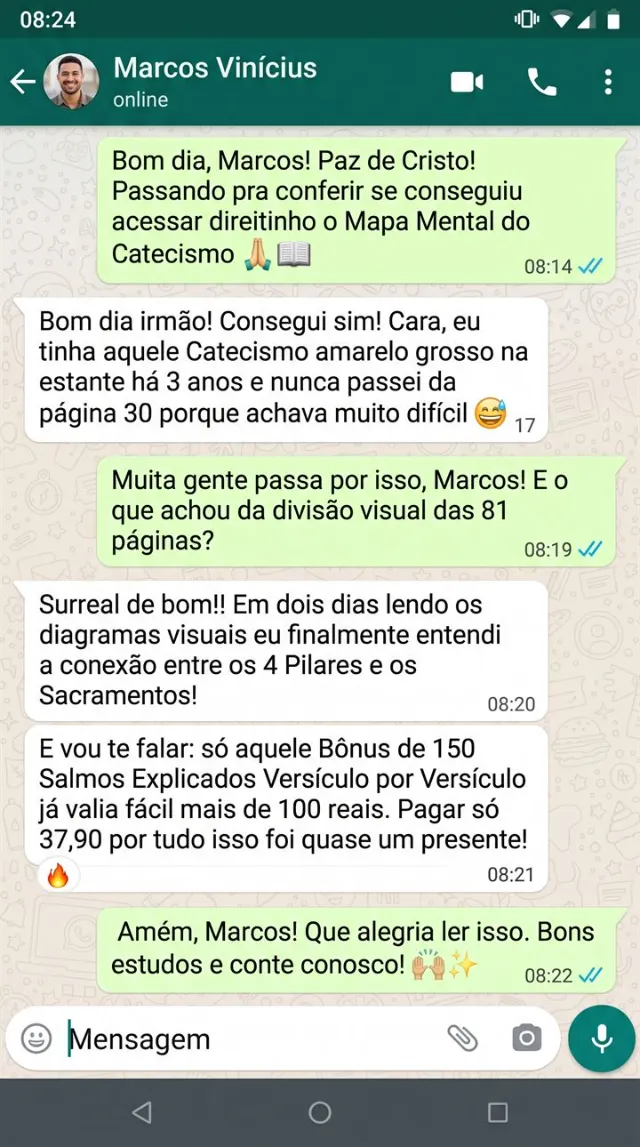 08:24
Marcos Vinícius
online
Bom dia, Marcos! Paz de Cristo!
Passando pra conferir se conseguiu
acessar direitinho o Mapa Mental do
Catecismo 🙏📖
08:14
Bom dia irmão! Consegui sim! Cara, eu
tinha aquele Catecismo amarelo grosso na
estante há 3 anos e nunca passei da
página 30 porque achava muito difícil 😅
17
Muita gente passa por isso, Marcos! E o
que achou da divisão visual das 81
páginas?
08:19
Surreal de bom!! Em dois dias lendo os
diagramas visuais eu finalmente entendi
a conexão entre os 4 Pilares e os
Sacramentos!
08:20
E vou te falar: só aquele Bônus de 150
Salmos Explicados Versículo por Versículo
já valia fácil mais de 100 reais. Pagar só
37,90 por tudo isso foi quase um presente!
🔥
08:21
Amém, Marcos! Que alegria ler isso. Bons
estudos e conte conosco! 🙌✨
08:22
Mensagem